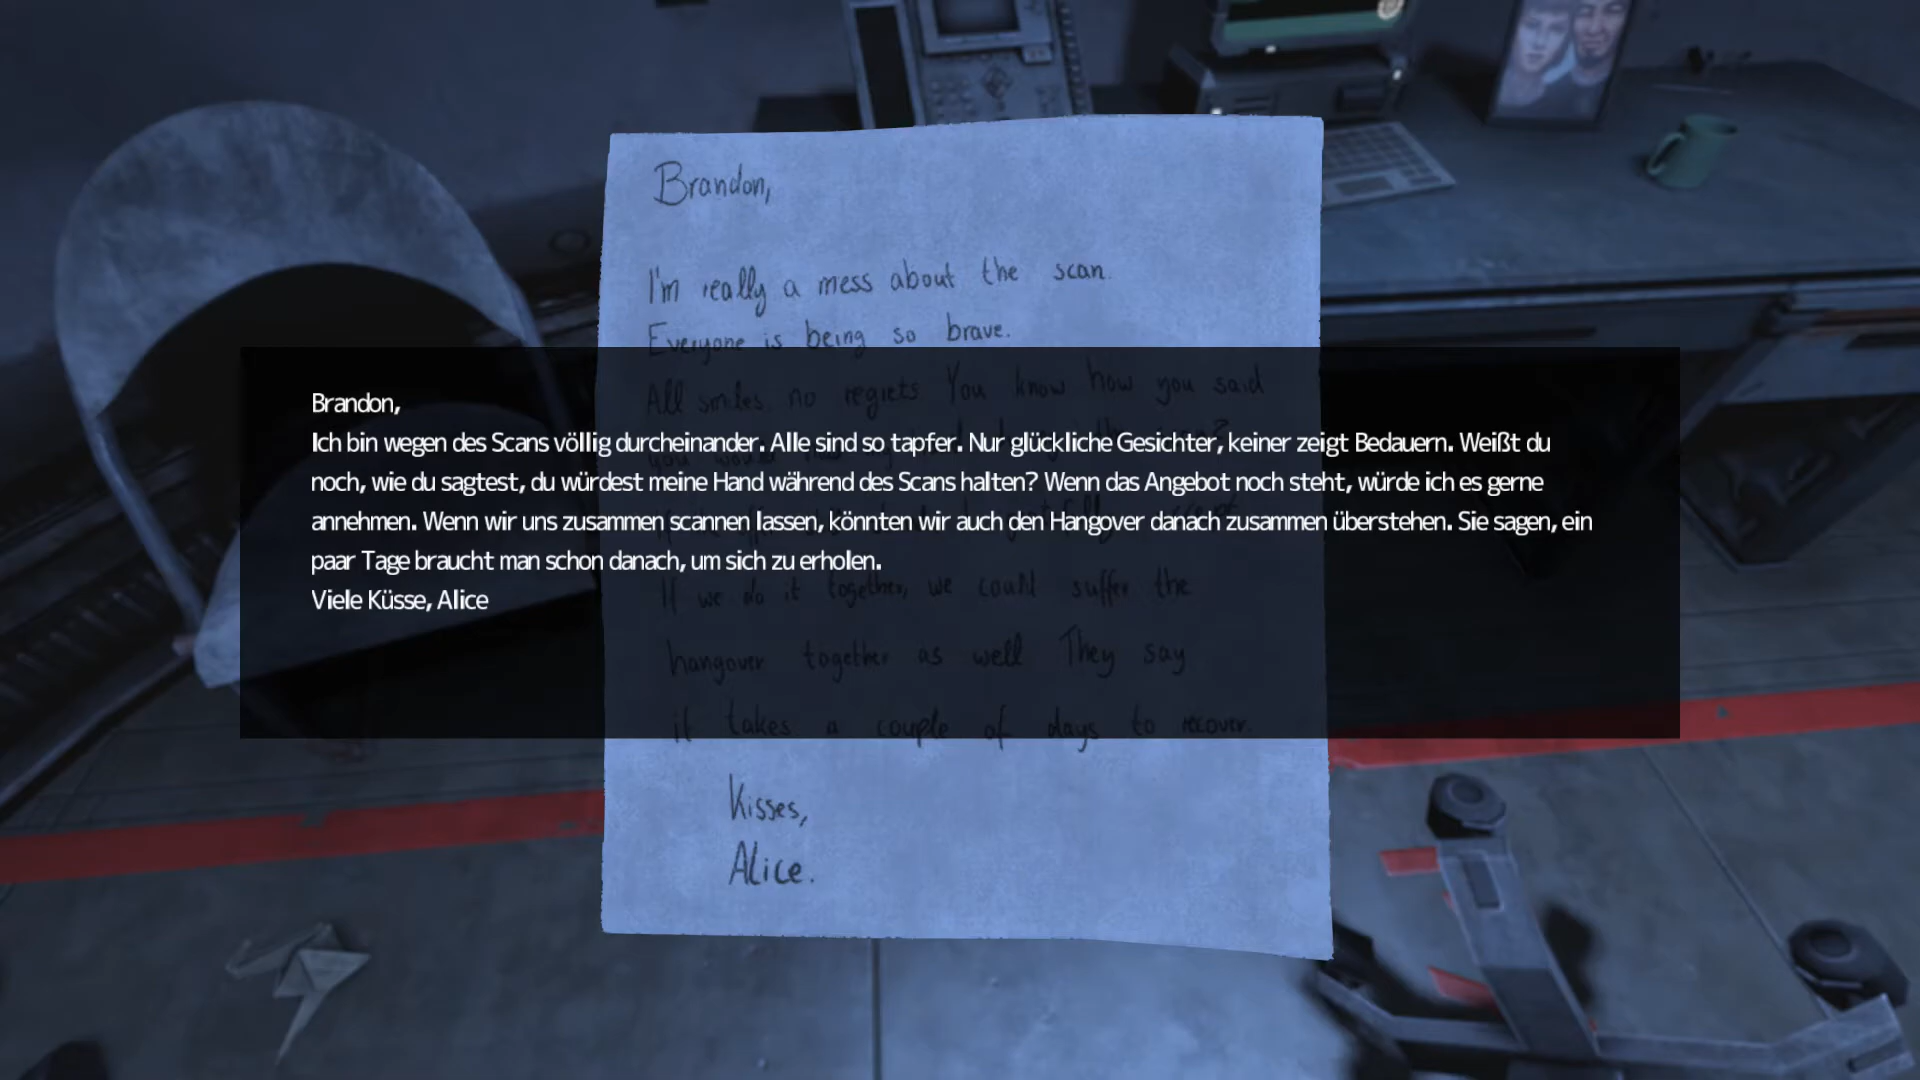 Brandon,
I'm really a mess about the scan.
Everyone is being so brave.
All smiles no regrets You know how you said
Brandon,
Ich bin wegen des Scans völlig durcheinander. Alle sind so tapfer. Nur glückliche Gesichter, keiner zeigt Bedauern. Weißt du
noch, wie du sagtest, du würdest meine Hand während des Scans halten? Wenn das Angebot noch steht, würde ich es gerne
annehmen. Wenn wir uns zusammen scannen lassen, könnten wir auch den Hangover danach zusammen überstehen. Sie sagen, ein
paar Tage braucht man schon danach, um sich zu erholen.
Viele Küsse, Alice
If we do it together, we could suffer the
hangover together as well They say
it takes a couple of days to recover.
Kisses,
Alice.